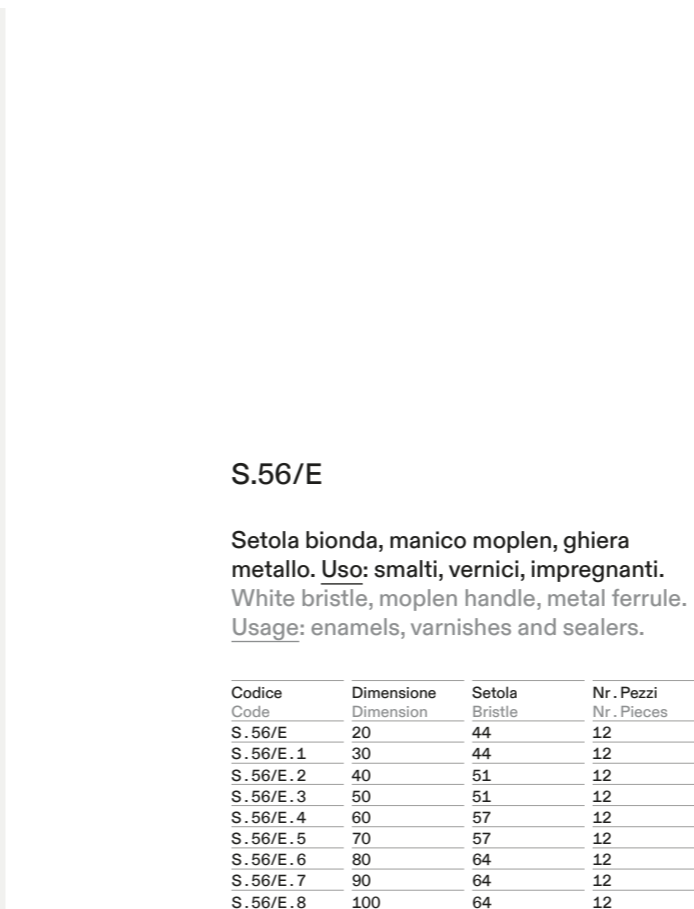 S.56/E
Setola bionda, manico moplen, ghiera
metallo. Uso: smalti, vernici, impregnanti.
White bristle, moplen handle, metal ferrule.
Usage: enamels, varnishes and sealers.
Codice Dimensione Setola Nr. Pezzi
Code Dimension Bristle Nr. Pieces
S.56/E 20 44 12
S.56/E.1 30 44 12
S.56/E.2 40 51 12
S.56/E.3 50 51 12
S.56/E.4 60 57 12
S.56/E.5 70 57 12
S.56/E.6 80 64 12
S.56/E.7 90 64 12
S.56/E.8 100 64 12